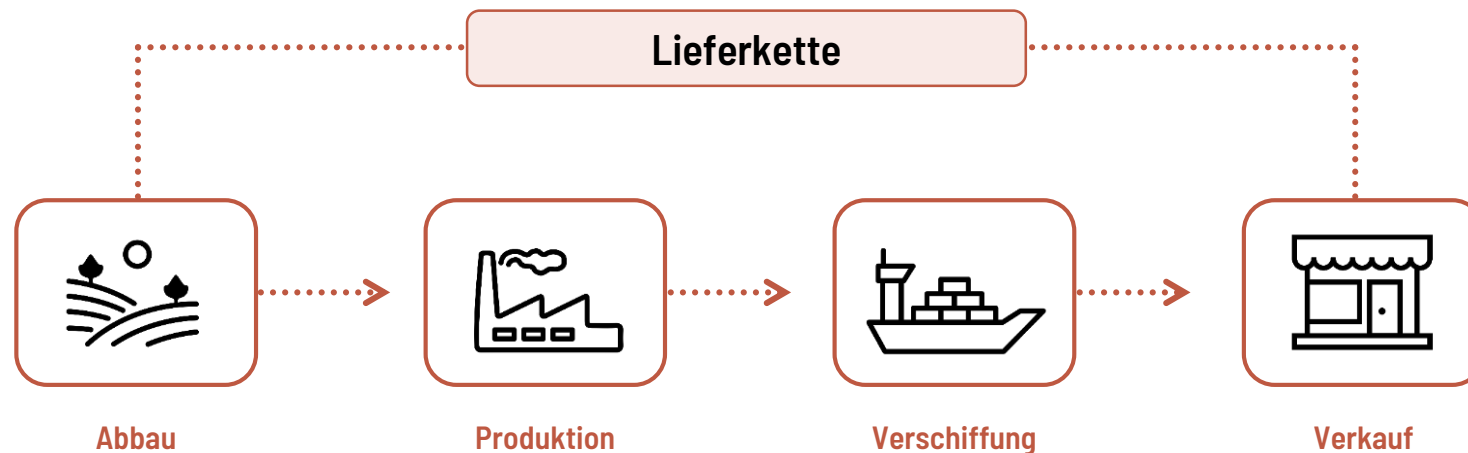 Lieferkette
Abbau
Produktion
Verschiffung
Verkauf